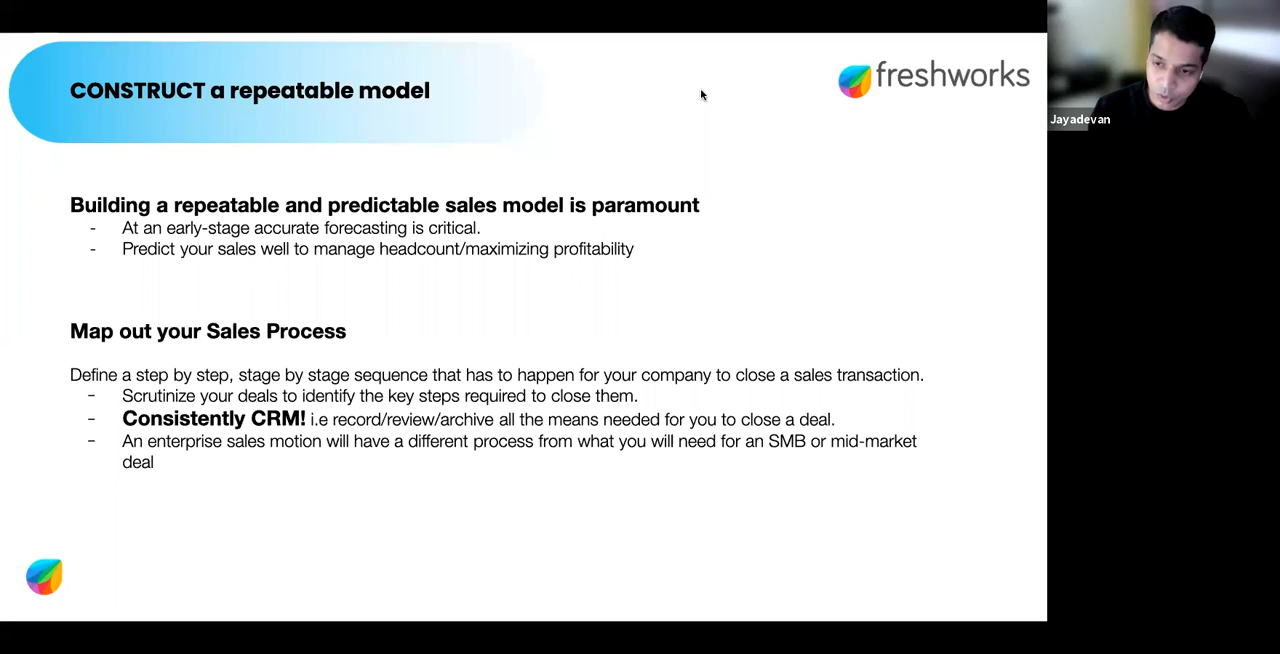 CONSTRUCT a repeatable model
freshworks
Jayadevan
Building a repeatable and predictable sales model is paramount
- At an early-stage accurate forecasting is critical.
- Predict your sales well to manage headcount/maximizing profitability
Map out your Sales Process
Define a step by step, stage by stage sequence that has to happen for your company to close a sales transaction.
- Scrutinize your deals to identify the key steps required to close them.
- Consistently CRM! i.e record/review/archive all the means needed for you to close a deal.
- An enterprise sales motion will have a different process from what you will need for an SMB or mid-market
deal